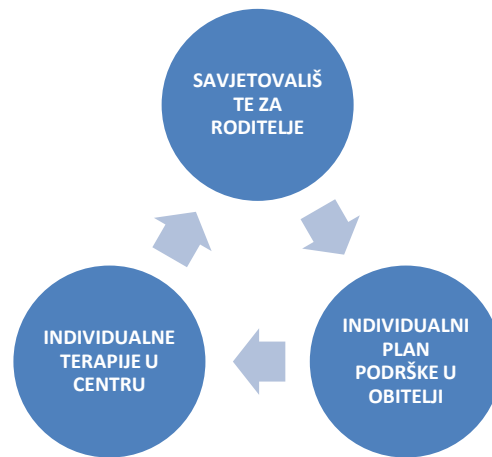 SAVJETOVALIŠ
TE ZA
RODITELJE
INDIVIDUALNI
PLAN
PODRŠKE U
OBITELJI
INDIVIDUALNE
TERAPIJE U
CENTRU